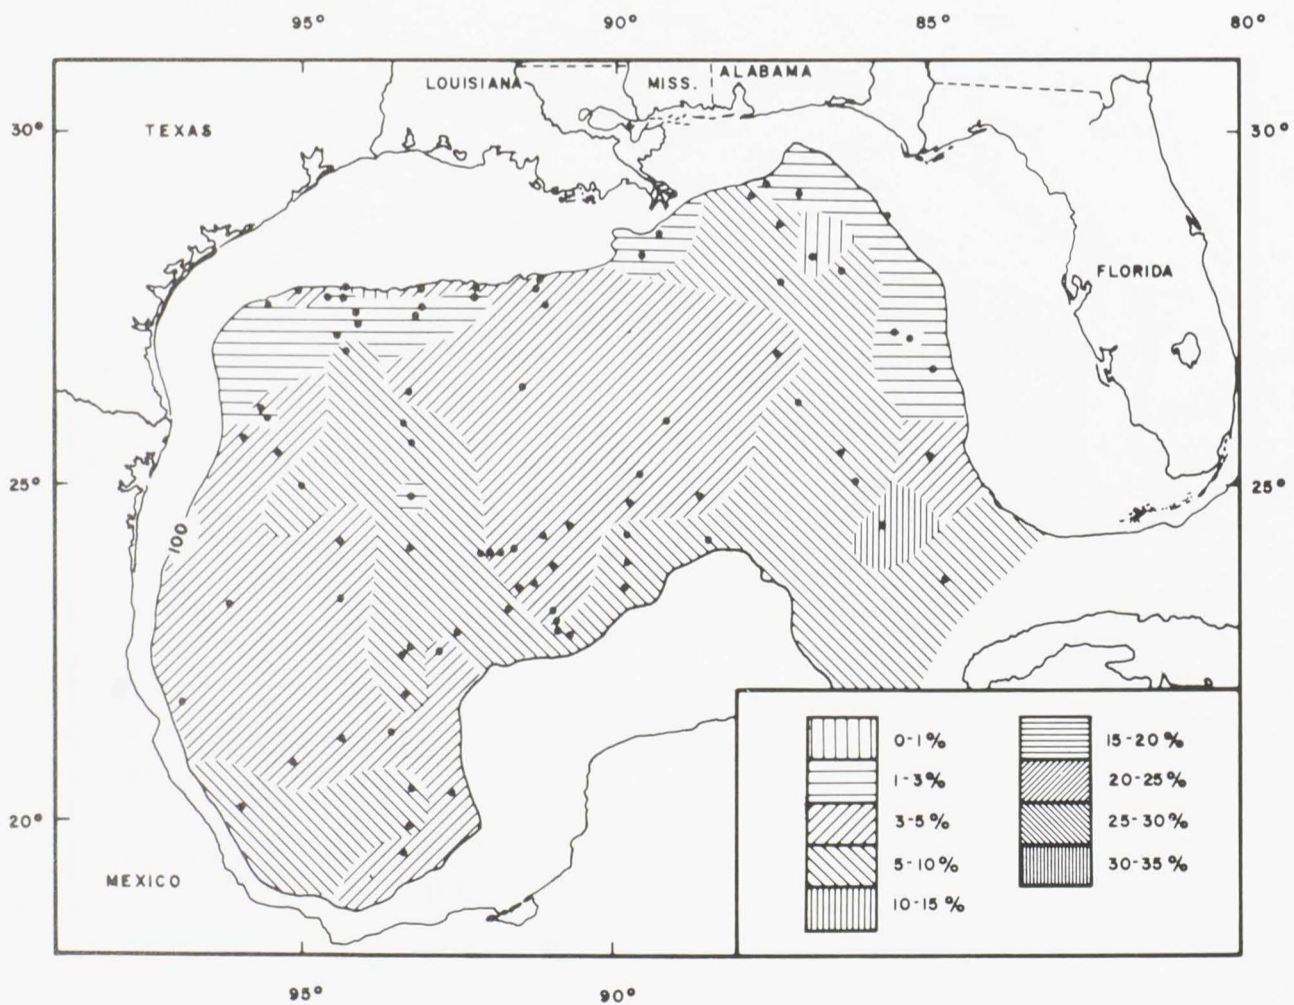 95° 90° 85° 80°
LOUISIANA MISS. ALABAMA
30° TEXAS 30°
FLORIDA
25° 25°
100
20°
MEXICO
0-1%
1-3%
3-5%
5-10%
10-15%
15-20%
20-25%
25-30%
30-35%
95° 90°